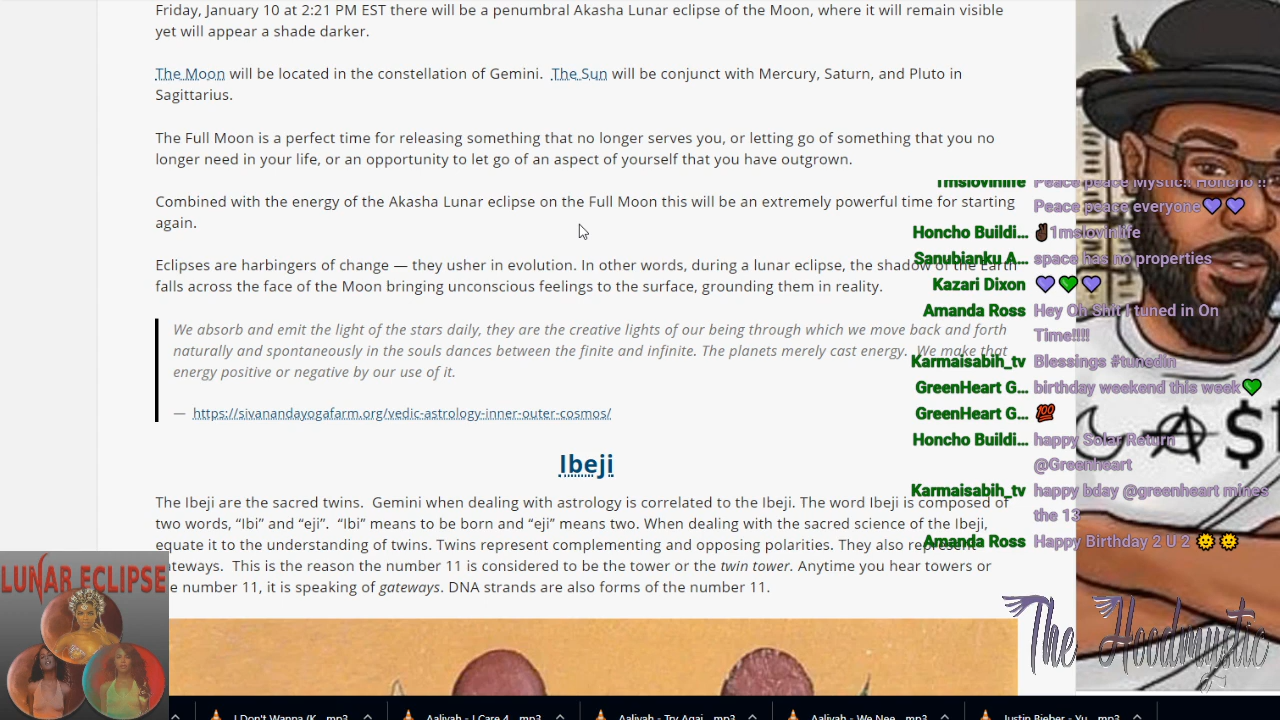 Friday, January 10 at 2:21 PM EST there will be a penumbral Akasha Lunar eclipse of the Moon, where it will remain visible
yet will appear a shade darker.
The Moon will be located in the constellation of Gemini. The Sun will be conjunct with Mercury, Saturn, and Pluto in
Sagittarius.
The Full Moon is a perfect time for releasing something that no longer serves you, or letting go of something that you no
longer need in your life, or an opportunity to let go of an aspect of yourself that you have outgrown.
Combined with the energy of the Akasha Lunar eclipse on the Full Moon this will be an extremely powerful time for starting
again.
Eclipses are harbingers of change — they usher in evolution. In other words, during a lunar eclipse, the shadow of the Earth
falls across the face of the Moon bringing unconscious feelings to the surface, grounding them in reality.
We absorb and emit the light of the stars daily, they are the creative lights of our being through which we move back and forth
naturally and spontaneously in the souls dances between the finite and infinite. The planets merely cast energy. We make that
energy positive or negative by our use of it.
— https://sivanandayogafarm.org/vedic-astrology-inner-outer-cosmos/
Ibeji
The Ibeji are the sacred twins. Gemini when dealing with astrology is correlated to the Ibeji. The word Ibeji is composed of
two words, “Ibi” and “eji”. “Ibi” means to be born and “eji” means two. When dealing with the sacred science of the Ibeji,
equate it to the understanding of twins. Twins represent complementing and opposing polarities. They also represent
gateways. This is the reason the number 11 is considered to be the tower or the twin tower. Anytime you hear towers or
the number 11, it is speaking of gateways. DNA strands are also forms of the number 11.
1mslovinlife Peace peace Mystic!! Honcho !!
Peace peace everyone💜💜
Honcho Buildi... ✌🏿1mslovinlife
Sanubianku A... space has no properties
Kazari Dixon 💜💚💜
Amanda Ross Hey Oh Shit I tuned in On
Time!!!!
Karmaisabih_tv Blessings #tunedin
GreenHeart G... birthday weekend this week💚
GreenHeart G... 💯
Honcho Buildi... happy Solar Return
@Greenheart
Karmaisabih_tv happy bday @greenheart mines
the 13
Amanda Ross Happy Birthday 2 U 2 🌞🌞
A$
LUNAR ECLIPSE
The Hoodmystic
I Don't Wanna (K....mp3
Aaliyah - I Care 4....mp3
Aaliyah - Try Agai....mp3
Aaliyah - We Nee....mp3
Justin Bieber - Yu....mp3